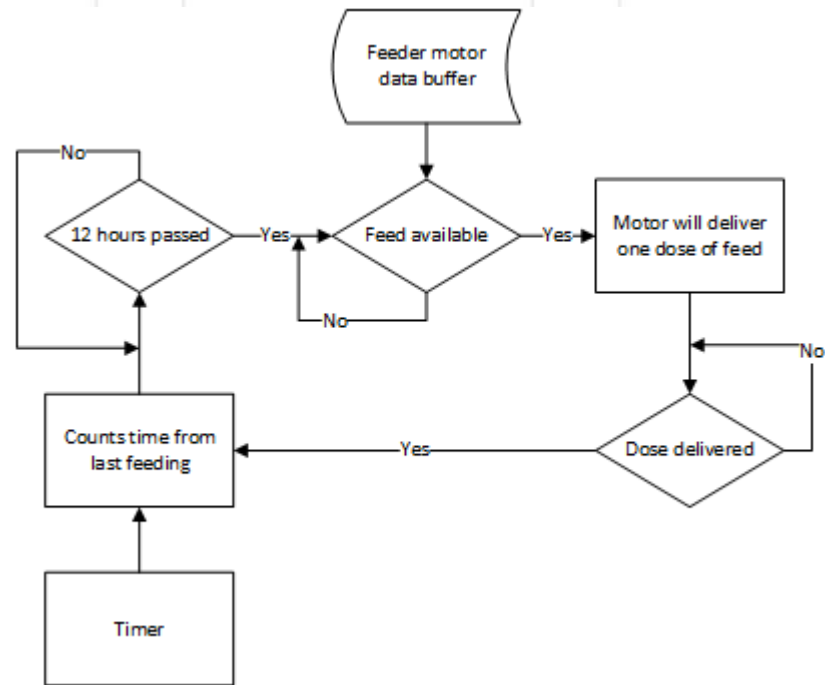 Feeder motor
data buffer
No
12 hours passed
Yes
Feed available
Yes
Motor will deliver
one dose of feed
No
No
Counts time from
last feeding
Yes
Dose delivered
Timer